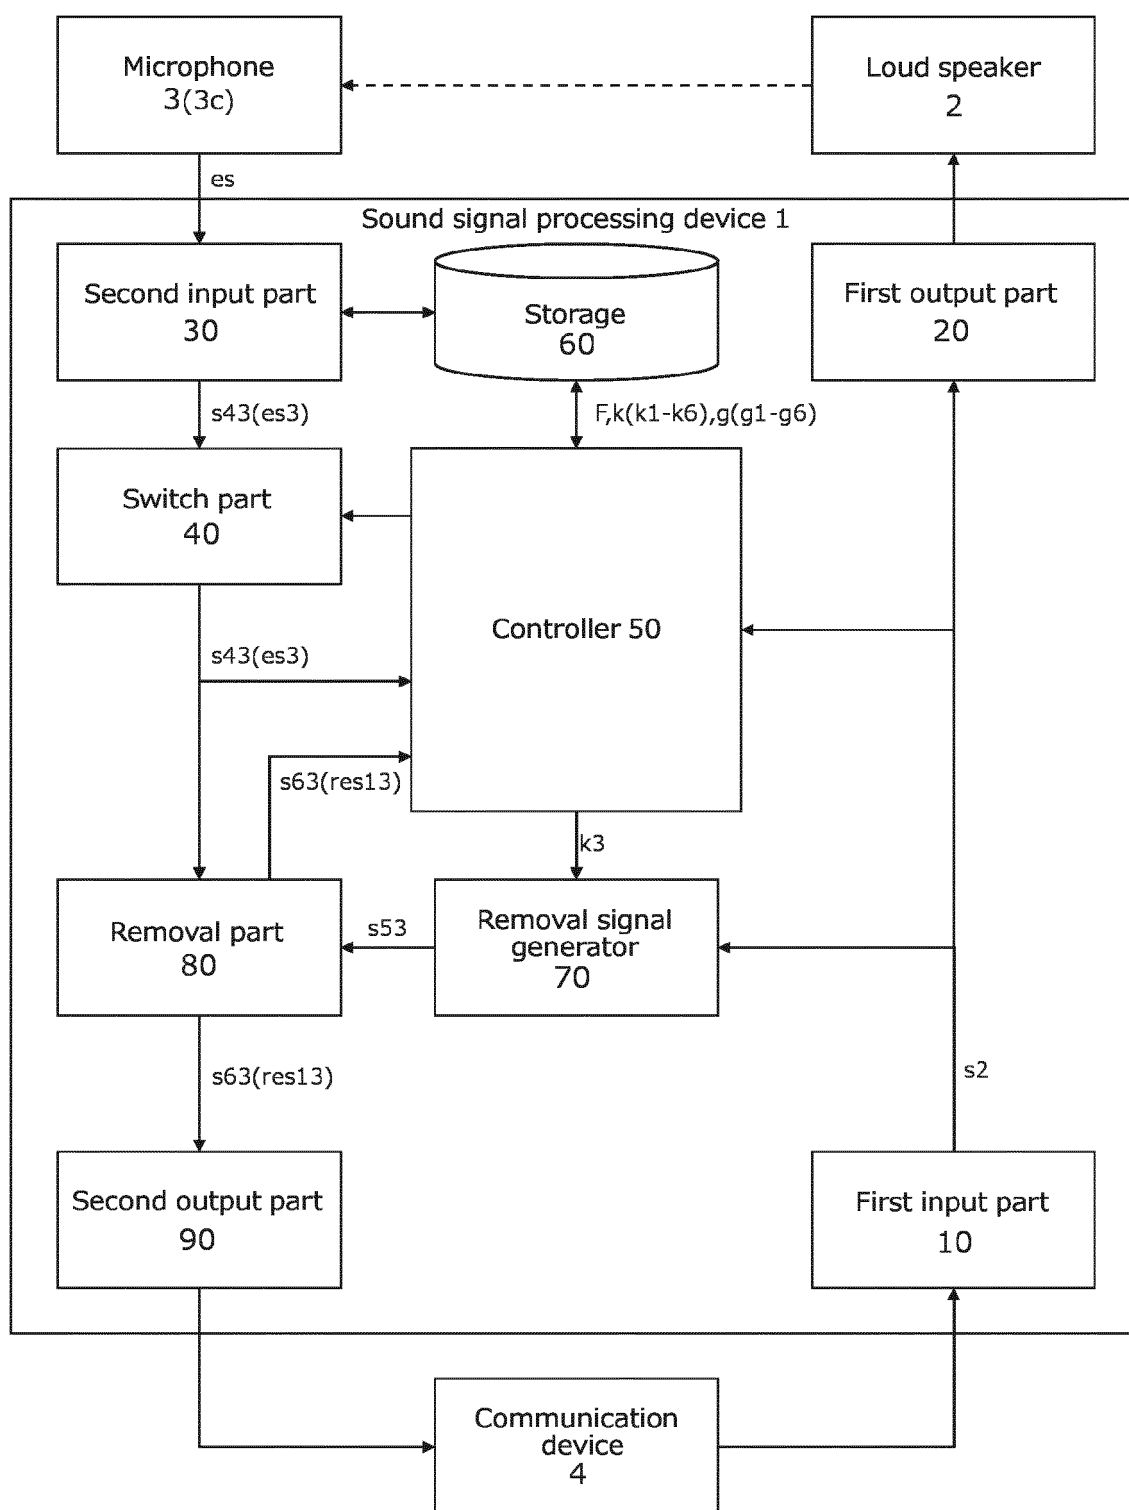 Microphone
3(3c)
Loud speaker
2
es
Sound signal processing device 1
Second input part
30
Storage
60
First output part
20
s43(es3)
F,k(k1-k6),g(g1-g6)
Switch part
40
Controller 50
s43(es3)
s63(res13)
k3
Removal part
80
s53
Removal signal
generator
70
s63(res13)
s2
Second output part
90
First input part
10
Communication
device
4